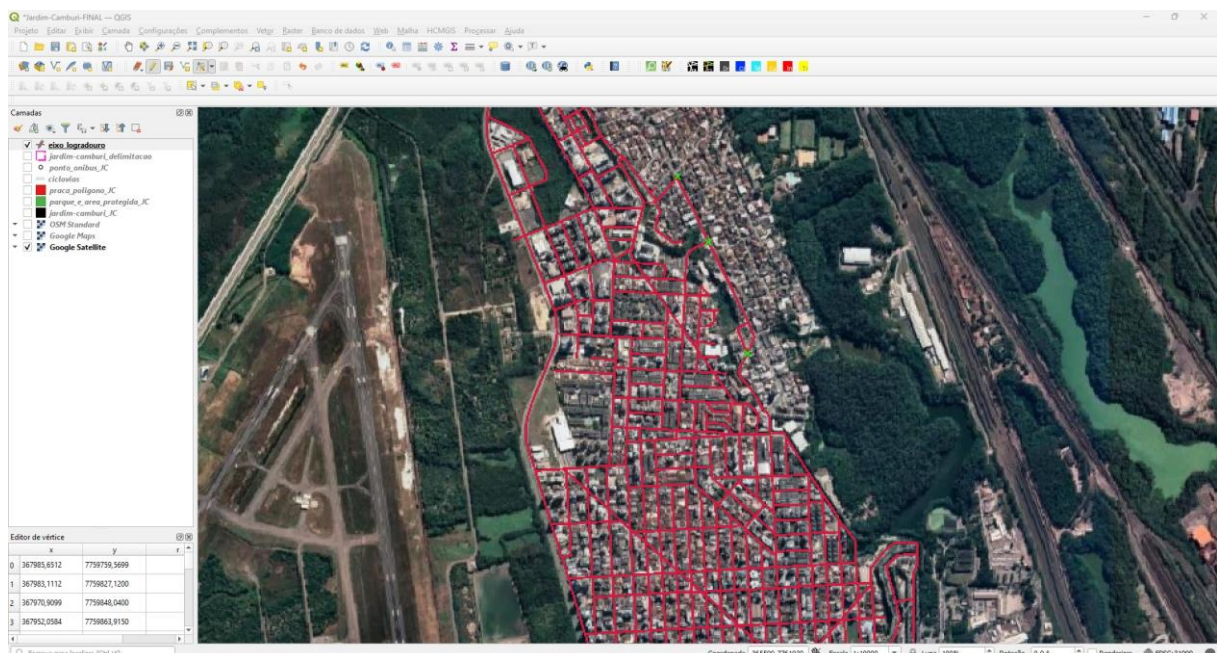 *Jardim-Camburi-FINAL — QGIS
Projeto Editar Exibir Camada Configurações Complementos Vetor Raster Banco de dados Web Malha HCMGIS Processar Ajuda
Camadas
eixo_logradouro
jardim-camburi_delimitacao
ponto_onibus_JC
ciclovias
praca_poligono_JC
parque_e_area_protegida_JC
jardim-camburi_JC
OSM Standard
Google Maps
Google Satellite
Editor de vértice
x y r
0 367985,6512 7759759,5699
1 367983,1112 7759827,1200
2 367970,9099 7759848,0400
3 367952,0584 7759863,9150